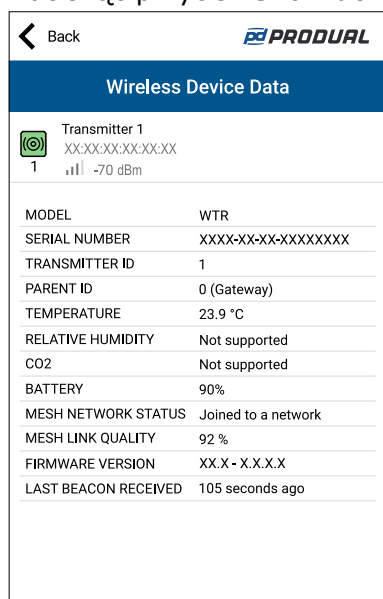 Back
PRODUAL
Wireless Device Data
Transmitter 1
XX:XX:XX:XX:XX:XX
1 -70 dBm
MODEL WTR
SERIAL NUMBER XXXX-XX-XX-XXXXXXXX
TRANSMITTER ID 1
PARENT ID 0 (Gateway)
TEMPERATURE 23.9 °C
RELATIVE HUMIDITY Not supported
CO2 Not supported
BATTERY 90%
MESH NETWORK STATUS Joined to a network
MESH LINK QUALITY 92 %
FIRMWARE VERSION XX.X - X.X.X.X
LAST BEACON RECEIVED 105 seconds ago